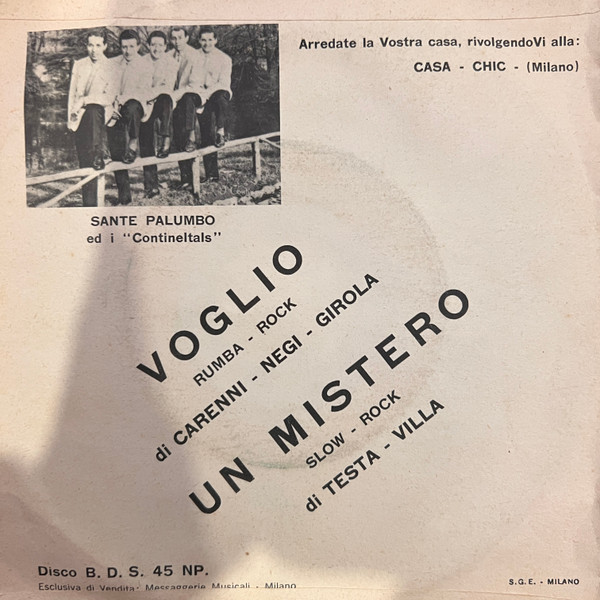 Arredate la Vostra casa, rivolgendoVi alla:
CASA - CHIC - (Milano)
SANTE PALUMBO
ed i "Contineltals"
VOGLIO
RUMBA - ROCK
di CARENNI - NEGI - GIROLA
UN MISTERO
SLOW - ROCK
di TESTA - VILLA
Disco B. D. S. 45 NP.
Esclusiva di Vendita: Messaggerie Musicali - Milano
S.G.E. - MILANO